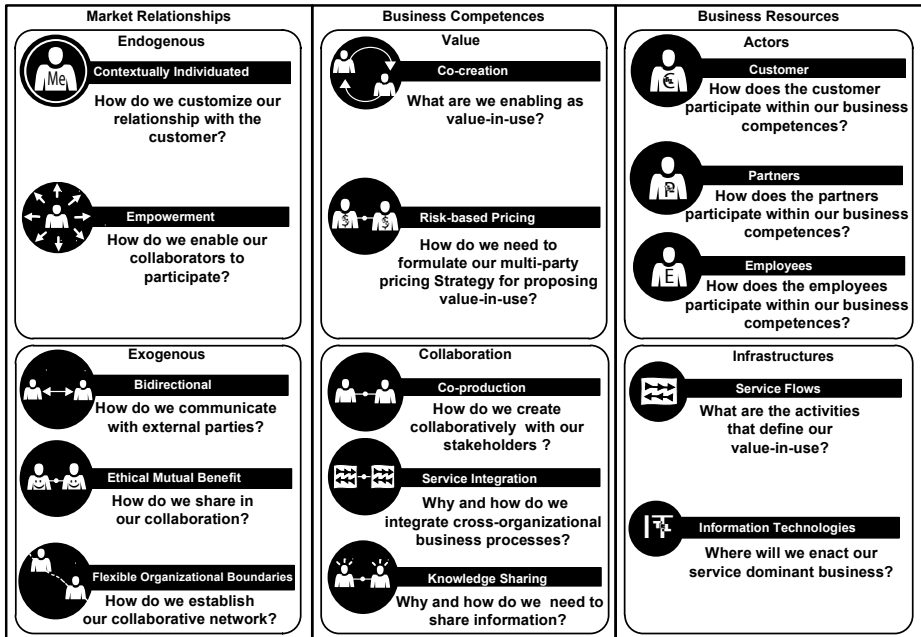 Market Relationships
Endogenous
Me
Contextually Individuated
How do we customize our
relationship with the
customer?
Empowerment
How do we enable our
collaborators to
participate?
Exogenous
Bidirectional
How do we communicate
with external parties?
Ethical Mutual Benefit
How do we share in
our collaboration?
Flexible Organizational Boundaries
How do we establish
our collaborative network?
Business Competences
Value
Co-creation
What are we enabling as
value-in-use?
$ $
Risk-based Pricing
How do we need to
formulate our multi-party
pricing Strategy for proposing
value-in-use?
Collaboration
Co-production
How do we create
collaboratively with our
stakeholders ?
Service Integration
Why and how do we
integrate cross-organizational
business processes?
Knowledge Sharing
Why and how do we need to
share information?
Business Resources
Actors
Customer
How does the customer
participate within our business
competences?
P
Partners
How does the partners
participate within our business
competences?
E
Employees
How does the employees
participate within our business
competences?
Infrastructures
Service Flows
What are the activities
that define our
value-in-use?
Information Technologies
Where will we enact our
service dominant business?